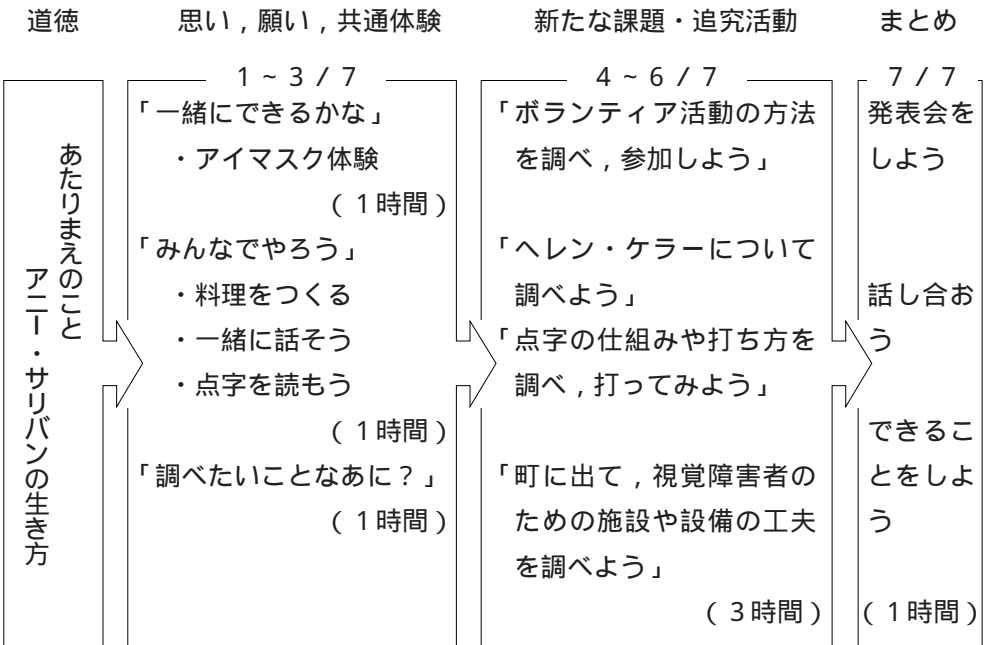 道徳
思い，願い，共通体験
新たな課題・追究活動
まとめ
あたりまえのこと
アニー・サリバンの生き方
1～3/7
「一緒にできるかな」
・アイマスク体験
（1時間）
「みんなでやろう」
・料理をつくる
・一緒に話そう
・点字を読もう
（1時間）
「調べたいことなあに？」
（1時間）
4～6/7
「ボランティア活動の方法
を調べ，参加しよう」
「ヘレン・ケラーについて
調べよう」
「点字の仕組みや打ち方を
調べ，打ってみよう」
「町に出て，視覚障害者の
ための施設や設備の工夫
を調べよう」
（3時間）
7/7
発表会を
しよう
話し合お
う
できるこ
とをしよ
う
（1時間）